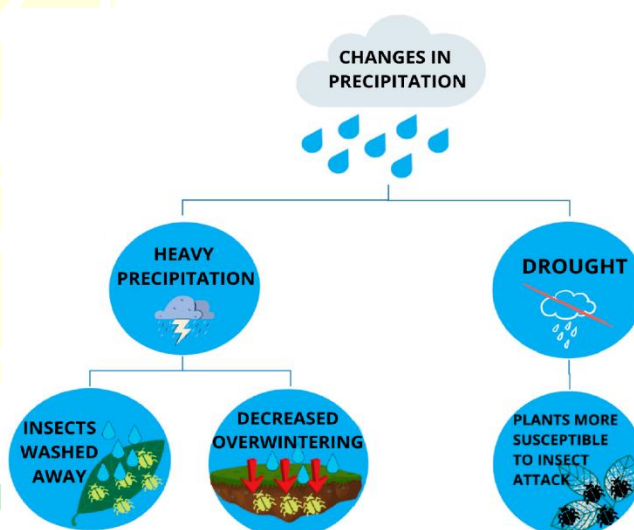 CHANGES IN
PRECIPITATION
HEAVY
PRECIPITATION
DROUGHT
INSECTS
WASHED
AWAY
DECREASED
OVERWINTERING
PLANTS MORE
SUSCEPTIBLE
TO INSECT
ATTACK